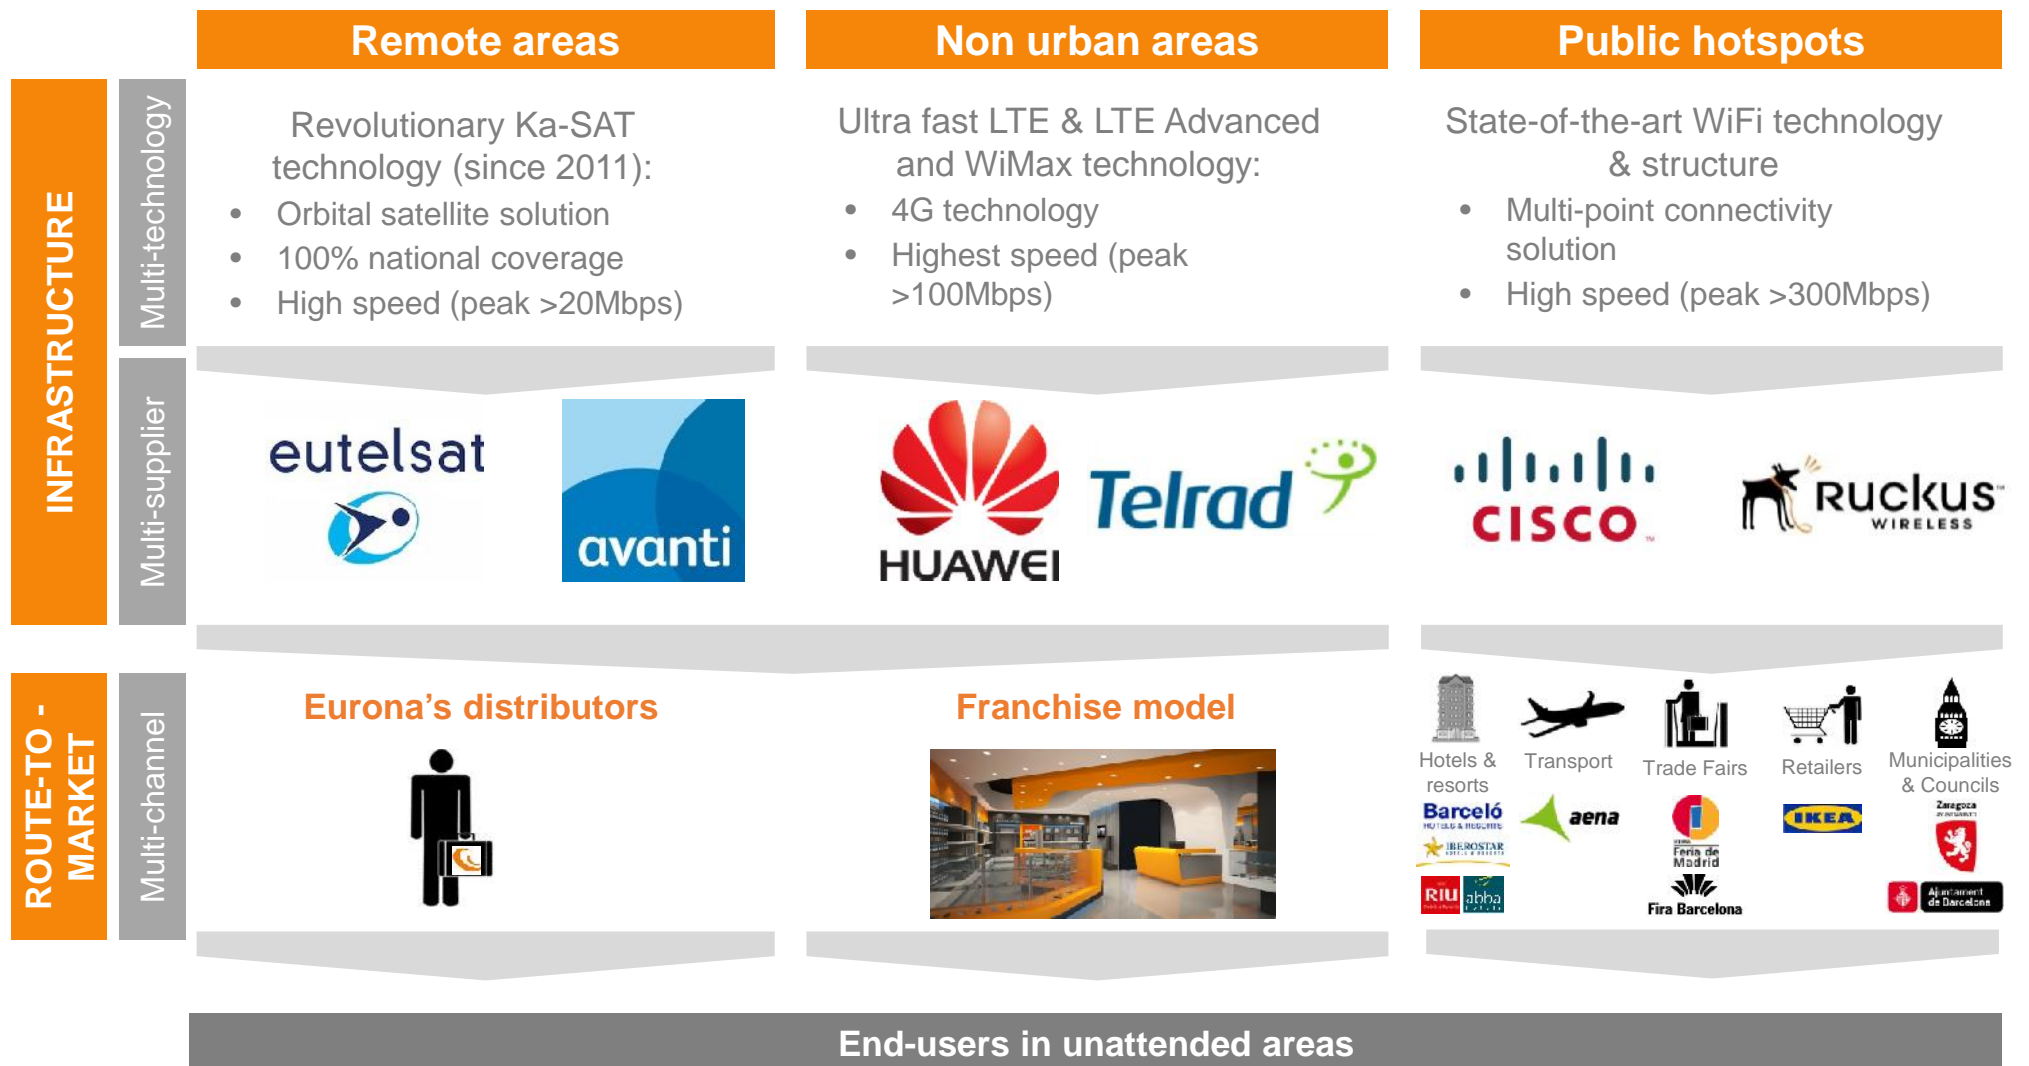 Remote areas
Non urban areas
Public hotspots
INFRASTRUCTURE
Multi-technology
Revolutionary Ka-SAT
technology (since 2011):
• Orbital satellite solution
• 100% national coverage
• High speed (peak >20Mbps)
Ultra fast LTE & LTE Advanced
and WiMax technology:
• 4G technology
• Highest speed (peak
>100Mbps)
State-of-the-art WiFi technology
& structure
• Multi-point connectivity
solution
• High speed (peak >300Mbps)
Multi-supplier
eutelsat
avanti
HUAWEI
Telrad
CISCO
RUCKUS
WIRELESS
ROUTE-TO -
MARKET
Multi-channel
Eurona's distributors
Franchise model
Hotels &
resorts
Barceló
HOTELS & RESORTS
IBEROSTAR
RIU
abba
Transport
aena
Trade Fairs
Feria de
Madrid
Fira Barcelona
Retailers
IKEA
Municipalities
& Councils
Zaragoza
AYUNTAMIENTO
Ajuntament
de Barcelona
End-users in unattended areas